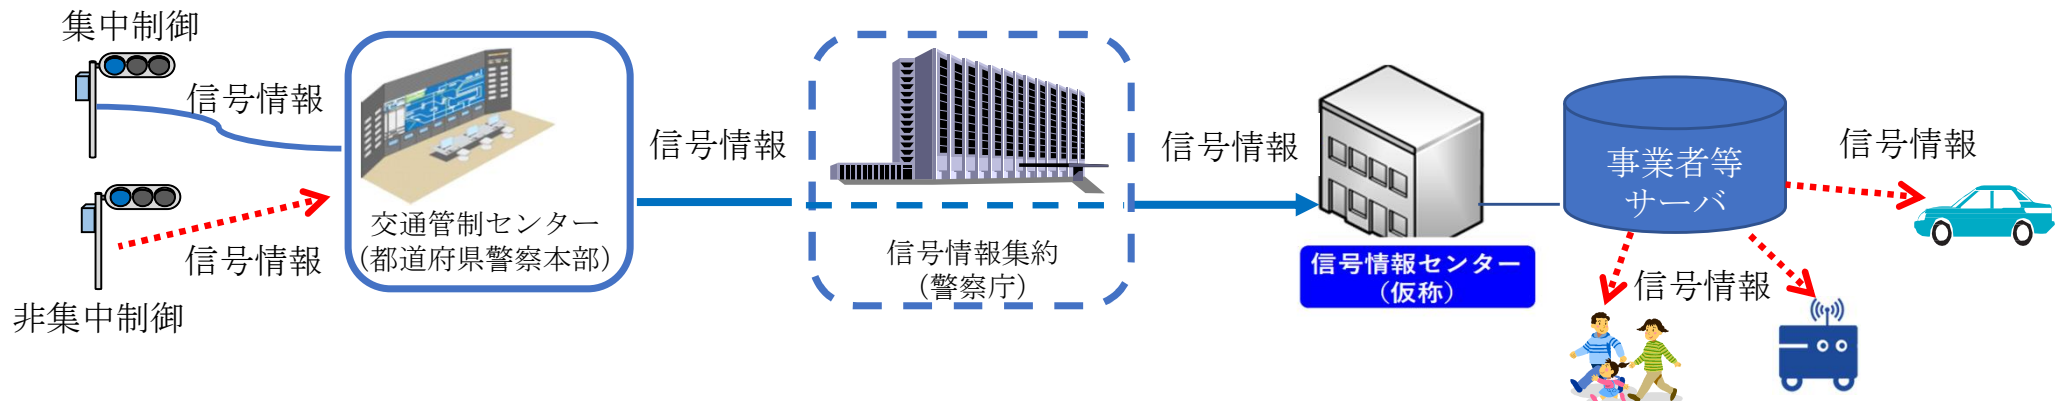 集中制御
信号情報
信号情報
非集中制御
交通管制センター
（都道府県警察本部）
信号情報
信号情報集約
（警察庁）
信号情報
信号情報センター
（仮称）
事業者等
サーバ
信号情報
信号情報